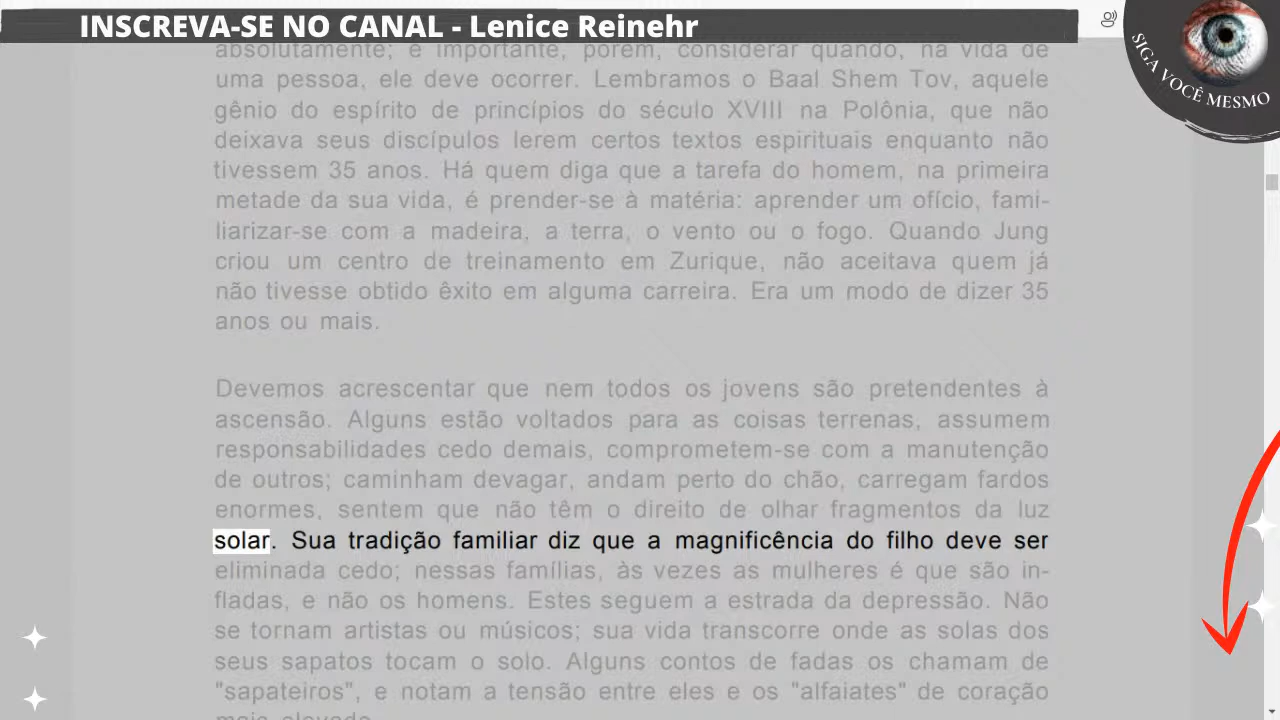 INSCREVA-SE NO CANAL - Lenice Reinehr
SIGA VOCÊ MESMO
absolutamente; é importante, porém, considerar quando, na vida de
uma pessoa, ele deve ocorrer. Lembramos o Baal Shem Tov, aquele
gênio do espírito de princípios do século XVIII na Polônia, que não
deixava seus discípulos lerem certos textos espirituais enquanto não
tivessem 35 anos. Há quem diga que a tarefa do homem, na primeira
metade da sua vida, é prender-se à matéria: aprender um ofício, fami-
liarizar-se com a madeira, a terra, o vento ou o fogo. Quando Jung
criou um centro de treinamento em Zurique, não aceitava quem já
não tivesse obtido êxito em alguma carreira. Era um modo de dizer 35
anos ou mais.
Devemos acrescentar que nem todos os jovens são pretendentes à
ascensão. Alguns estão voltados para as coisas terrenas, assumem
responsabilidades cedo demais, comprometem-se com a manutenção
de outros; caminham devagar, andam perto do chão, carregam fardos
enormes, sentem que não têm o direito de olhar fragmentos da luz
solar. Sua tradição familiar diz que a magnificência do filho deve ser
eliminada cedo; nessas famílias, às vezes as mulheres é que são in-
fladas, e não os homens. Estes seguem a estrada da depressão. Não
se tornam artistas ou músicos; sua vida transcorre onde as solas dos
seus sapatos tocam o solo. Alguns contos de fadas os chamam de
"sapateiros", e notam a tensão entre eles e os "alfaiates" de coração
mais elevado.